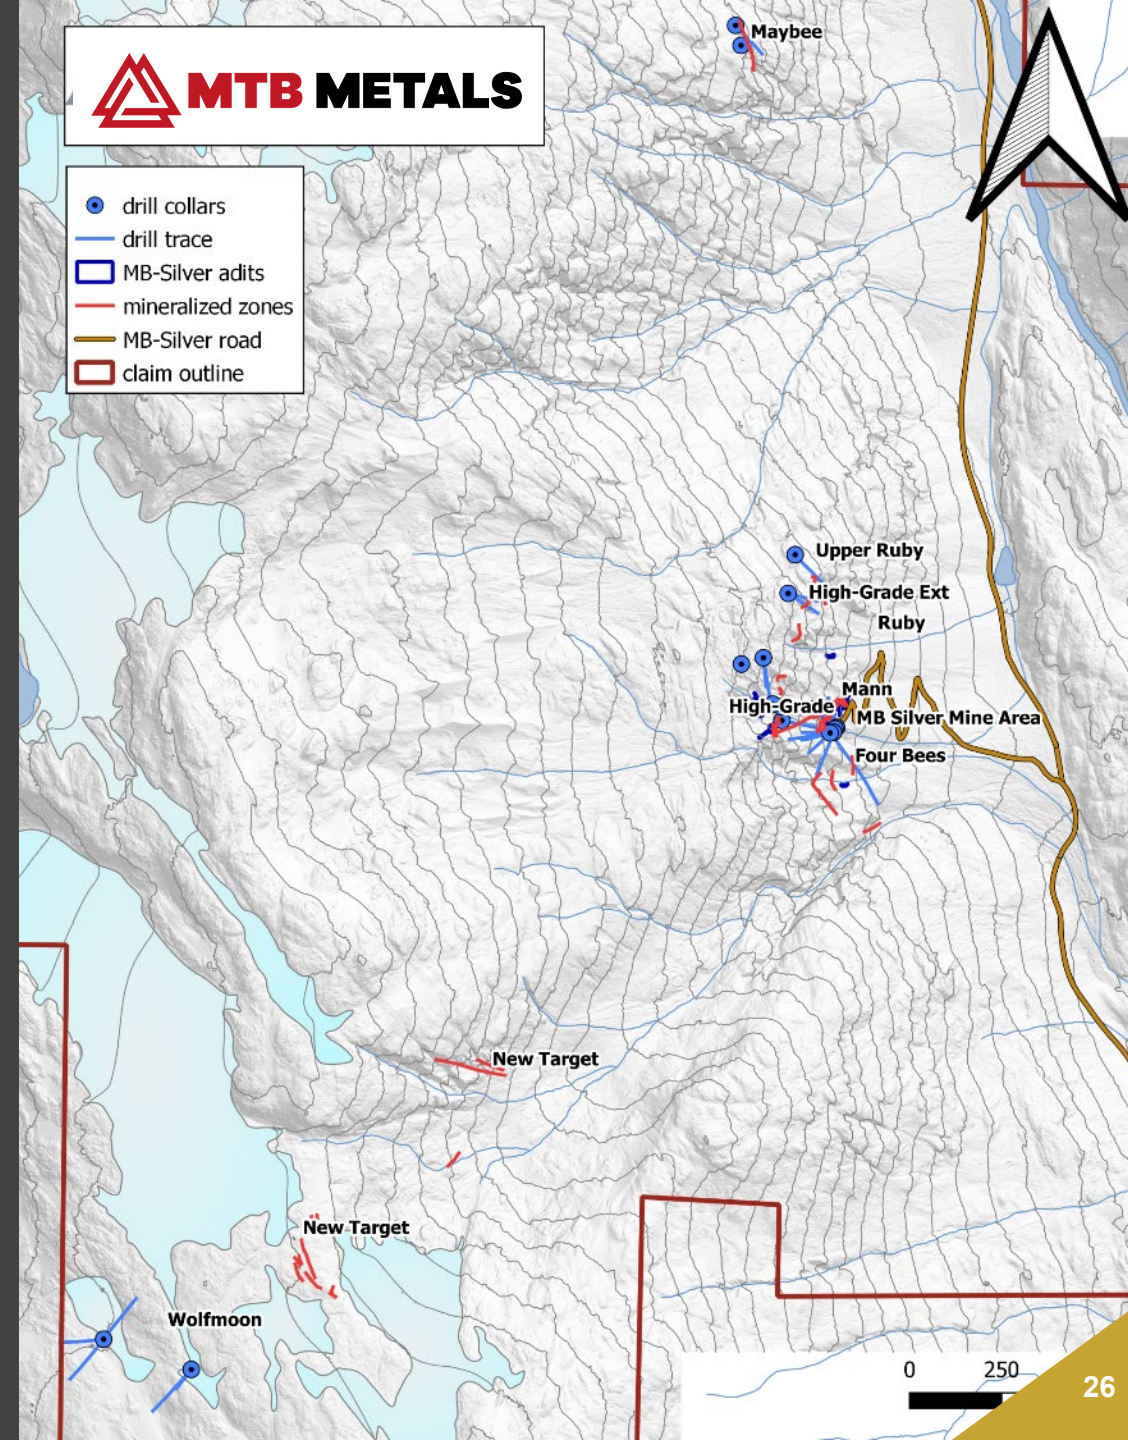 Maybee
MTB METALS
drill collars
drill trace
MB-Silver adits
mineralized zones
MB-Silver road
claim outline
Upper Ruby
High-Grade Ext
Ruby
Mann
High-Grade
MB Silver Mine Area
Four Bees
New Target
New Target
Wolfmoon
0 250
26